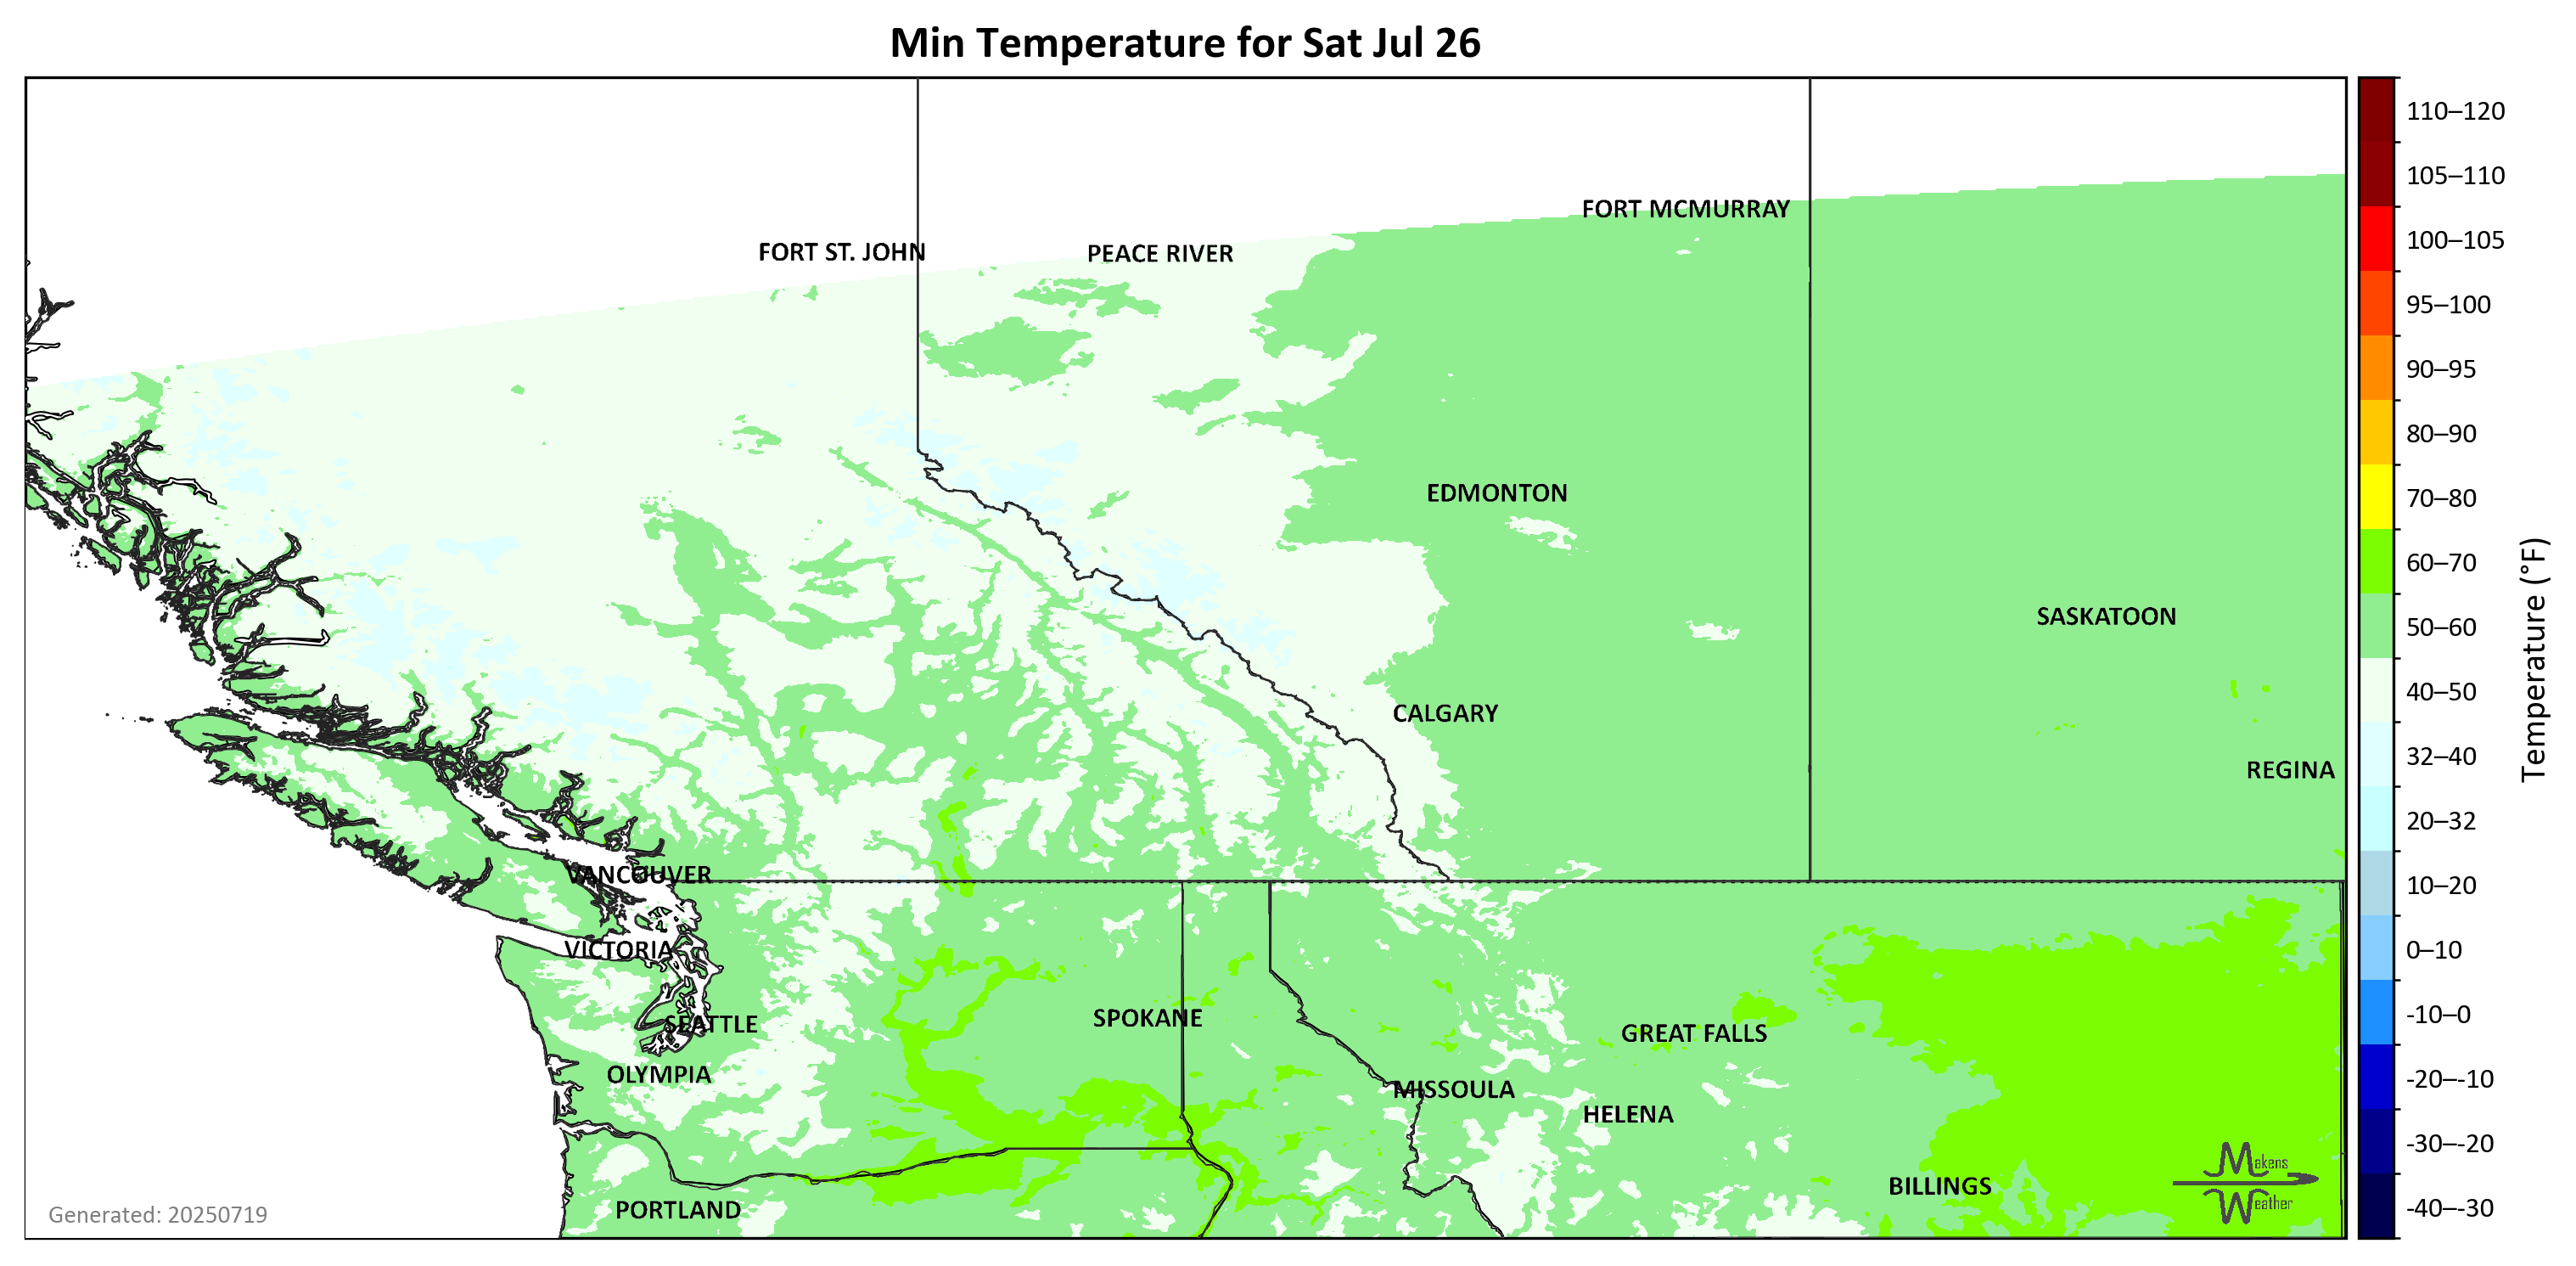 Min Temperature for Sat Jul 26
110–120
105–110
100–105
95–100
90–95
80–90
70–80
60–70
50–60
40–50
32–40
20–32
10–20
0–10
-10–0
-20–-10
-30–-20
-40–-30
Temperature (°F)
FORT MCMURRAY
FORT ST. JOHN
PEACE RIVER
EDMONTON
SASKATOON
CALGARY
REGINA
VANCOUVER
VICTORIA
SPOKANE
SEATTLE
GREAT FALLS
OLYMPIA
MISSOULA
HELENA
BILLINGS
PORTLAND
Makens
Weather
Generated: 20250719